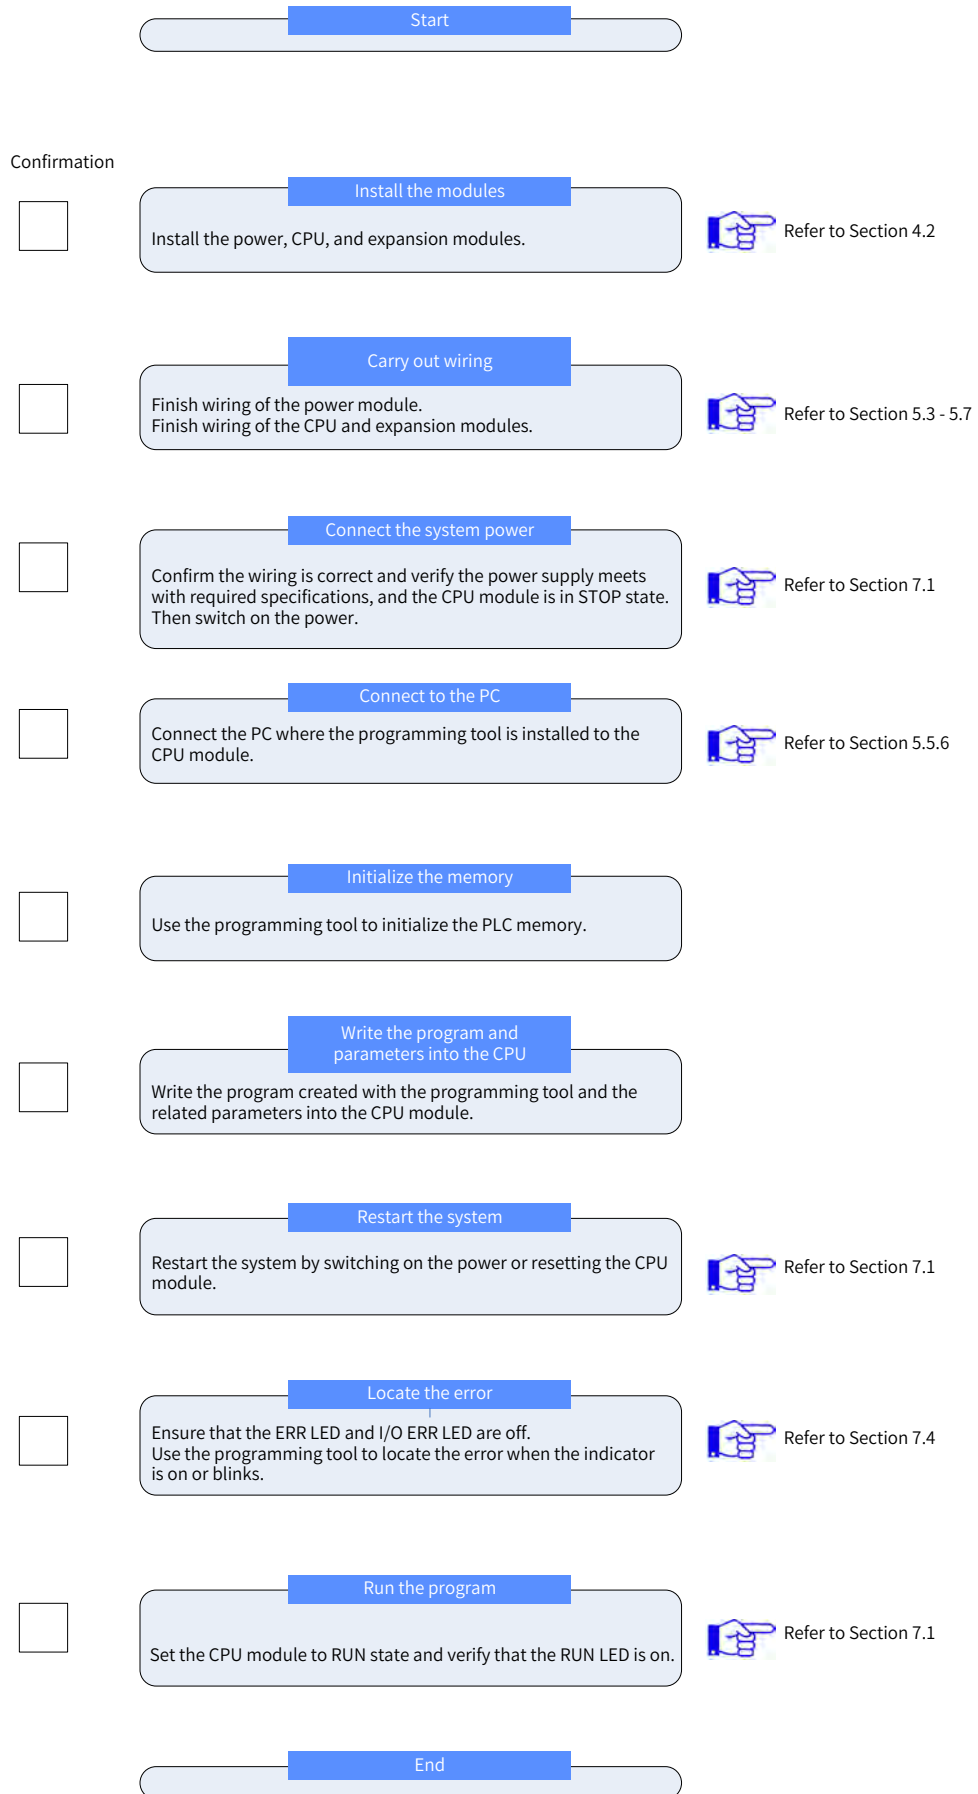 Start
Confirmation
Install the modules
Install the power, CPU, and expansion modules.
Refer to Section 4.2
Carry out wiring
Finish wiring of the power module.
Finish wiring of the CPU and expansion modules.
Refer to Section 5.3 - 5.7
Connect the system power
Confirm the wiring is correct and verify the power supply meets
with required specifications, and the CPU module is in STOP state.
Then switch on the power.
Refer to Section 7.1
Connect to the PC
Connect the PC where the programming tool is installed to the
CPU module.
Refer to Section 5.5.6
Initialize the memory
Use the programming tool to initialize the PLC memory.
Write the program and
parameters into the CPU
Write the program created with the programming tool and the
related parameters into the CPU module.
Restart the system
Restart the system by switching on the power or resetting the CPU
module.
Refer to Section 7.1
Locate the error
Ensure that the ERR LED and I/O ERR LED are off.
Use the programming tool to locate the error when the indicator
is on or blinks.
Refer to Section 7.4
Run the program
Set the CPU module to RUN state and verify that the RUN LED is on.
Refer to Section 7.1
End